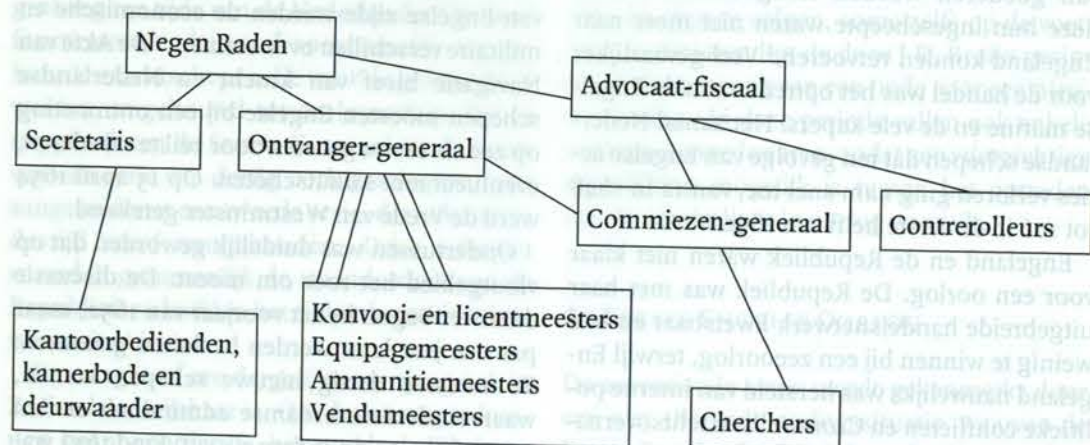 Negen Raden
Advocaat-fiscaal
Secretaris
Ontvanger-generaal
Commiezen-generaal
Contrerolleurs
Kantoorbedienden,
kamerbode en
deurwaarder
Konvooi- en licentmeesters
Equipagemeesters
Ammunitiemeesters
Vendumeesters
Cherchers